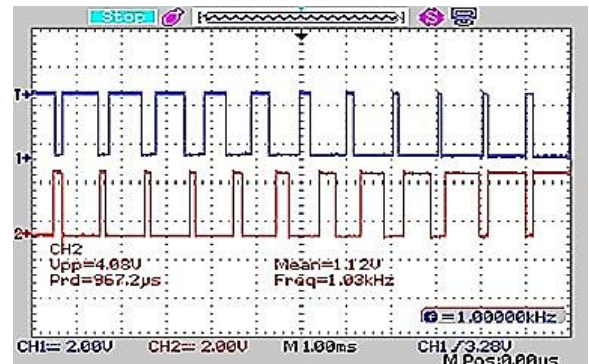 Stop
T
1
2
CH2
Vpp=4.08V Mean=1.12V
Prd=967.2µs Freq=1.03kHz
=1.00000kHz
CH1= 2.00V CH2= 2.00V M 1.00ms CH1 / 3.28V
M Pos:0.00µs